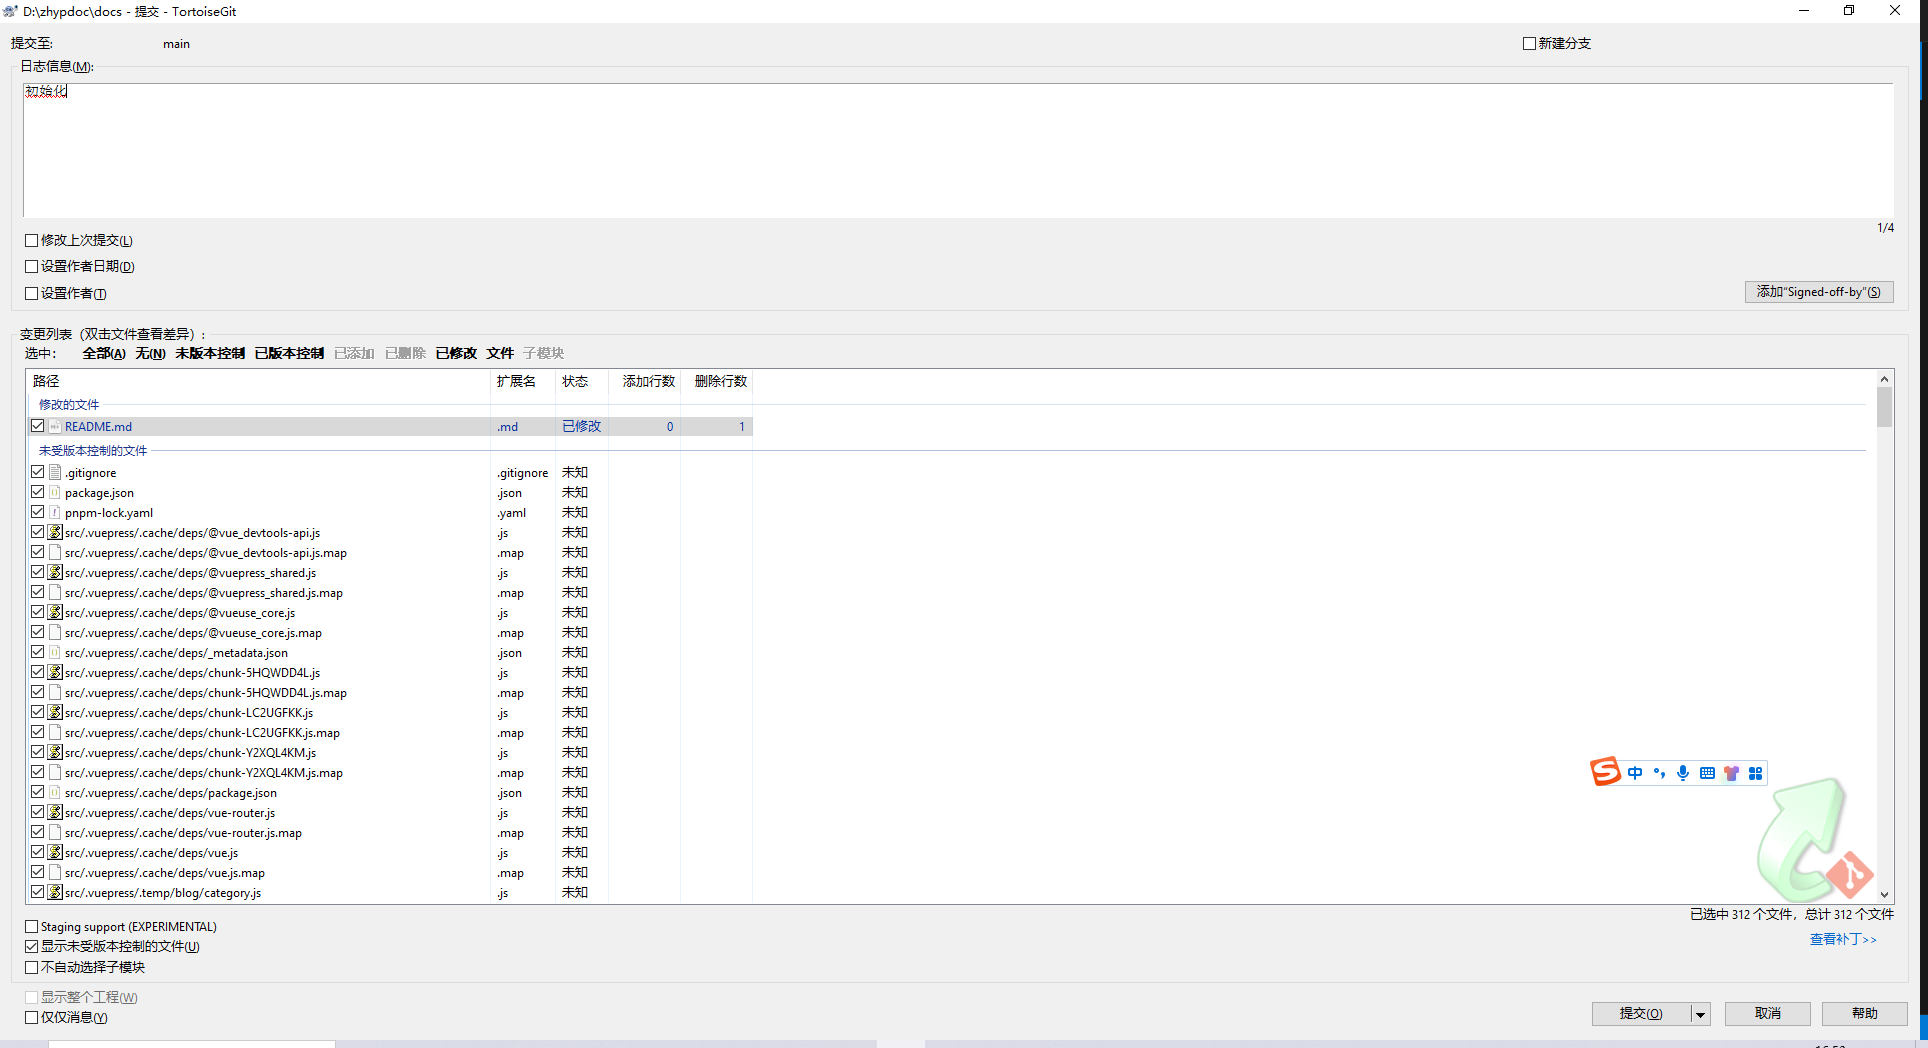 D:\zhypdoc\docs - 提交 - TortoiseGit
提交至: main 新建分支
日志信息(M):
初始化
1/4
修改上次提交(L)
设置作者日期(D)
设置作者(T)
添加"Signed-off-by"(S)
变更列表（双击文件查看差异）:
选中: 全部(A) 无(N) 未版本控制 已版本控制 已添加 已删除 已修改 文件 子模块
路径 扩展名 状态 添加行数 删除行数
修改的文件
README.md .md 已修改 0 1
未受版本控制的文件
.gitignore .gitignore 未知
package.json .json 未知
pnpm-lock.yaml .yaml 未知
src/.vuepress/.cache/deps/@vue_devtools-api.js .js 未知
src/.vuepress/.cache/deps/@vue_devtools-api.js.map .map 未知
src/.vuepress/.cache/deps/@vuepress_shared.js .js 未知
src/.vuepress/.cache/deps/@vuepress_shared.js.map .map 未知
src/.vuepress/.cache/deps/@vueuse_core.js .js 未知
src/.vuepress/.cache/deps/@vueuse_core.js.map .map 未知
src/.vuepress/.cache/deps/_metadata.json .json 未知
src/.vuepress/.cache/deps/chunk-5HQWDD4L.js .js 未知
src/.vuepress/.cache/deps/chunk-5HQWDD4L.js.map .map 未知
src/.vuepress/.cache/deps/chunk-LC2UGFKK.js .js 未知
src/.vuepress/.cache/deps/chunk-LC2UGFKK.js.map .map 未知
src/.vuepress/.cache/deps/chunk-Y2XQL4KM.js .js 未知
src/.vuepress/.cache/deps/chunk-Y2XQL4KM.js.map .map 未知
src/.vuepress/.cache/deps/package.json .json 未知
src/.vuepress/.cache/deps/vue-router.js .js 未知
src/.vuepress/.cache/deps/vue-router.js.map .map 未知
src/.vuepress/.cache/deps/vue.js .js 未知
src/.vuepress/.cache/deps/vue.js.map .map 未知
src/.vuepress/.temp/blog/category.js .js 未知
中
已选中 312 个文件，总计 312 个文件
Staging support (EXPERIMENTAL)
查看补丁>>
显示未受版本控制的文件(U)
不自动选择子模块
显示整个工程(W)
仅仅消息(Y)
提交(O) 取消 帮助